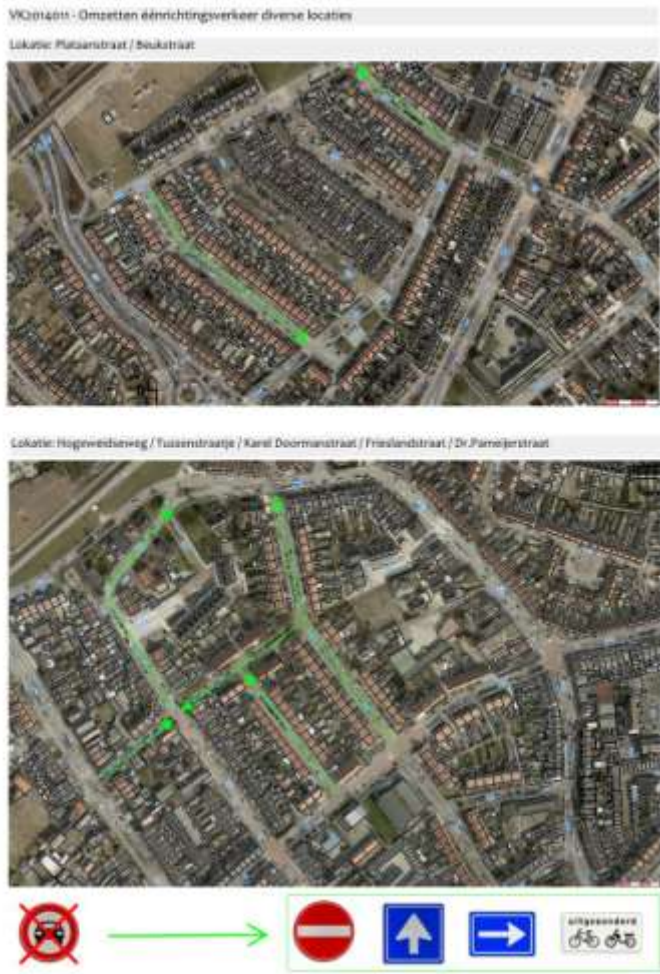 VK2014011 - Omzetten éénrichtingsverkeer diverse locaties
Lokatie: Plataanstraat / Beukstraat
Lokatie: Hogeweidseweg / Tussenstraatje / Karel Doormanstraat / Frieslandstraat / Dr.Pameijerstraat
uitgezonderd